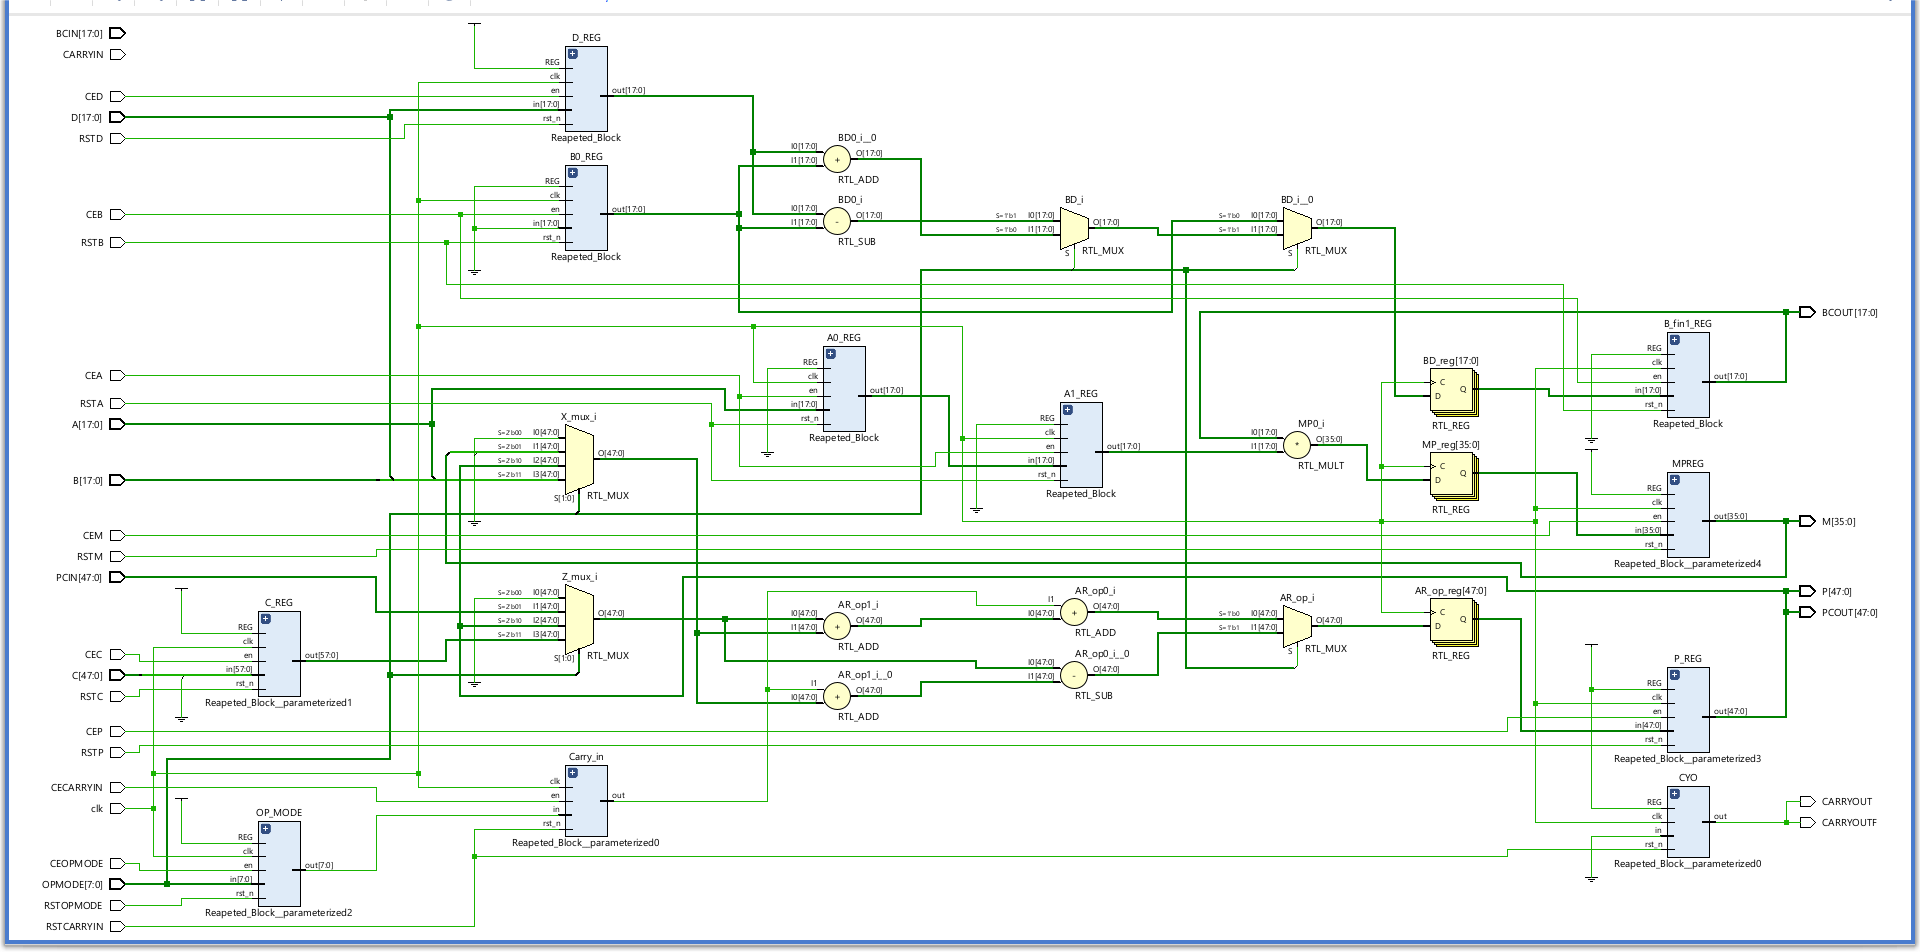 BCIN[17:0]
CARRYIN
CED
D[17:0]
RSTD
CEB
RSTB
CEA
RSTA
A[17:0]
B[17:0]
CEM
RSTM
PCIN[47:0]
CEC
C[47:0]
RSTC
CEP
RSTP
CECARRYIN
clk
CEOPMODE
OPMODE[7:0]
RSTOPMODE
RSTCARRYIN
C_REG
REG
clk
en
in[57:0]
rst_n
out[57:0]
Reapeted_Block__parameterized1
OP_MODE
REG
clk
en
in[7:0]
rst_n
out[7:0]
Reapeted_Block__parameterized2
D_REG
REG
clk
en
in[17:0]
rst_n
out[17:0]
Reapeted_Block
B0_REG
REG
clk
en
in[17:0]
rst_n
out[17:0]
Reapeted_Block
X_mux_i
S=2'b00 I0[47:0]
S=2'b01 I1[47:0]
S=2'b10 I2[47:0]
S=2'b11 I3[47:0]
S[1:0]
O[47:0]
RTL_MUX
Z_mux_i
S=2'b00 I0[47:0]
S=2'b01 I1[47:0]
S=2'b10 I2[47:0]
S=2'b11 I3[47:0]
S[1:0]
O[47:0]
RTL_MUX
Carry_in
clk
en
in
rst_n
out
Reapeted_Block__parameterized0
BD0_i__0
I0[17:0]
I1[17:0]
+
O[17:0]
RTL_ADD
BD0_i
I0[17:0]
I1[17:0]
-
O[17:0]
RTL_SUB
A0_REG
REG
clk
en
in[17:0]
rst_n
out[17:0]
Reapeted_Block
AR_op1_i
I0[47:0]
I1[47:0]
+
O[47:0]
RTL_ADD
AR_op1_i__0
I1
I0[47:0]
+
O[47:0]
RTL_ADD
BD_i
S=1'b1 I0[17:0]
S=1'b0 I1[17:0]
S
O[17:0]
RTL_MUX
A1_REG
REG
clk
en
in[17:0]
rst_n
out[17:0]
Reapeted_Block
AR_op0_i
I1
I0[47:0]
+
O[47:0]
RTL_ADD
AR_op0_i__0
I0[47:0]
I1[47:0]
-
O[47:0]
RTL_SUB
BD_i__0
S=1'b0 I0[17:0]
S=1'b1 I1[17:0]
S
O[17:0]
RTL_MUX
MP0_i
I0[17:0]
I1[17:0]
*
O[35:0]
RTL_MULT
AR_op_i
S=1'b0 I0[47:0]
S=1'b1 I1[47:0]
S
O[47:0]
RTL_MUX
BD_reg[17:0]
C
D
Q
RTL_REG
MP_reg[35:0]
C
D
Q
RTL_REG
AR_op_reg[47:0]
C
D
Q
RTL_REG
B_fin1_REG
REG
clk
en
in[17:0]
rst_n
out[17:0]
Reapeted_Block
MPREG
REG
clk
en
in[35:0]
rst_n
out[35:0]
Reapeted_Block__parameterized4
P_REG
REG
clk
en
in[47:0]
rst_n
out[47:0]
Reapeted_Block__parameterized3
CYO
REG
clk
in
rst_n
out
Reapeted_Block__parameterized0
BCOUT[17:0]
M[35:0]
P[47:0]
PCOUT[47:0]
CARRYOUT
CARRYOUTF